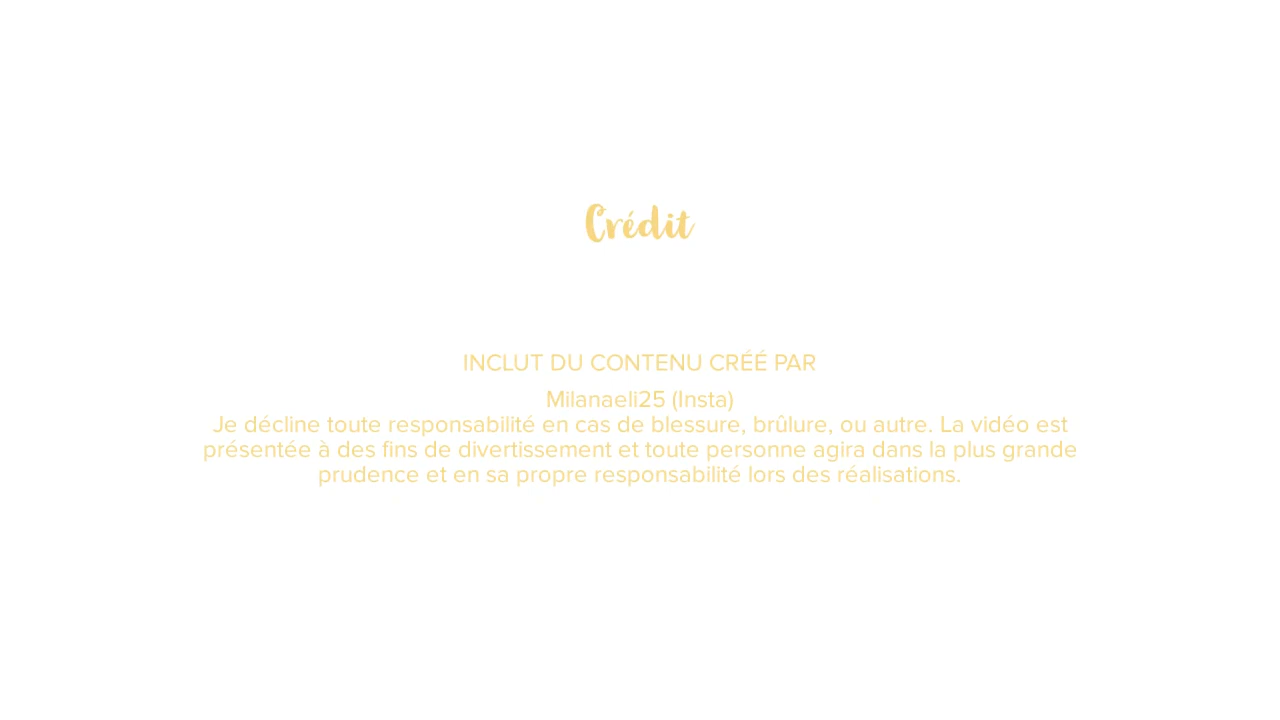 Crédit
INCLUT DU CONTENU CRÉÉ PAR
Milanaeli25 (Insta)
Je décline toute responsabilité en cas de blessure, brûlure, ou autre. La vidéo est
présentée à des fins de divertissement et toute personne agira dans la plus grande
prudence et en sa propre responsabilité lors des réalisations.